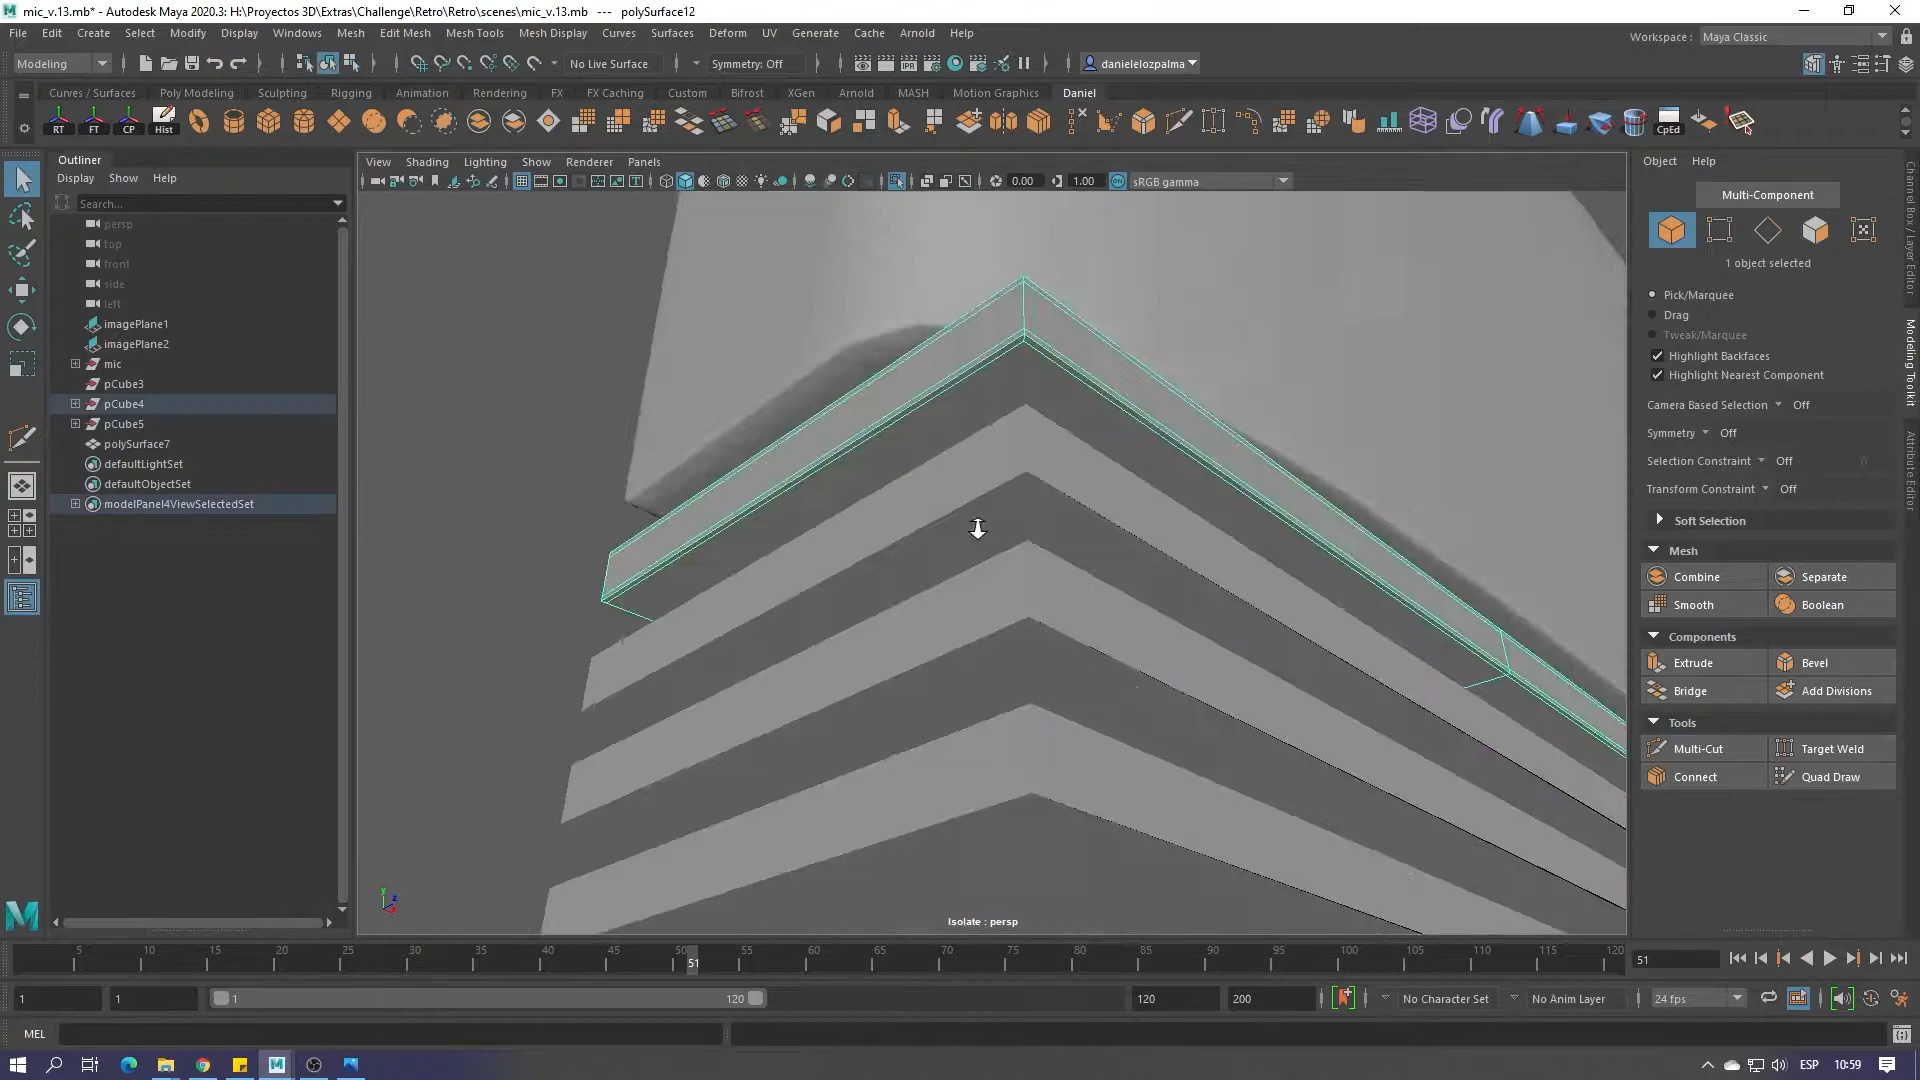 mic_v.13.mb* - Autodesk Maya 2020.3: H:\Proyectos 3D\Extras\Challenge\Retro\Retro\scenes\mic_v.13.mb --- polySurface12
File Edit Create Select Modify Display Windows Mesh Edit Mesh Mesh Tools Mesh Display Curves Surfaces Deform UV Generate Cache Arnold Help
Workspace : Maya Classic
Modeling
No Live Surface
Symmetry: Off
IPR
danielelozpalma
Curves / Surfaces Poly Modeling Sculpting Rigging Animation Rendering FX FX Caching Custom Bifrost XGen Arnold MASH Motion Graphics Daniel
RT FT CP Hist CpEd
Outliner
Display Show Help
Search...
persp
top
front
side
left
imagePlane1
imagePlane2
mic
pCube3
pCube4
pCube5
polySurface7
defaultLightSet
defaultObjectSet
modelPanel4ViewSelectedSet
View Shading Lighting Show Renderer Panels
0.00 1.00 ON sRGB gamma
Isolate : persp
y z
Object Help
Multi-Component
1 object selected
Pick/Marquee
Drag
Tweak/Marquee
Highlight Backfaces
Highlight Nearest Component
Camera Based Selection Off
Symmetry Off
Selection Constraint Off 0
Transform Constraint Off
Soft Selection
Mesh
Combine Separate
Smooth Boolean
Components
Extrude Bevel
Bridge Add Divisions
Tools
Multi-Cut Target Weld
Connect Quad Draw
Channel Box / Layer Editor
Modeling Toolkit
Attribute Editor
5 10 15 20 25 30 35 40 45 50 55 60 65 70 75 80 85 90 95 100 105 110 115 120
51
51
1 1 1 120 120 200 No Character Set No Anim Layer 24 fps
MEL
ESP 10:59